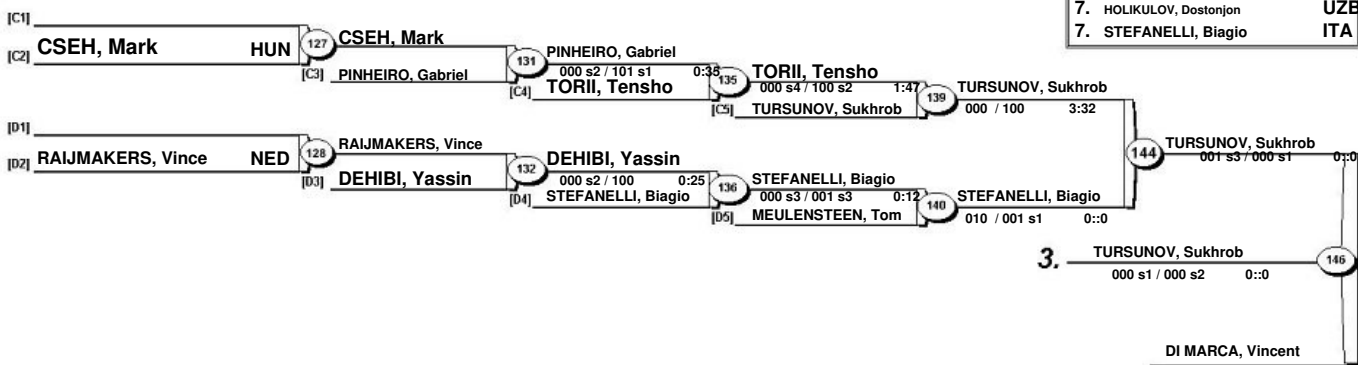 7. HOLIKULOV, Dostonjon UZB
7. STEFANELLI, Biagio ITA
[C1]
[C2] CSEH, Mark HUN
127
CSEH, Mark
[C3] PINHEIRO, Gabriel
131
PINHEIRO, Gabriel
000 s2 / 101 s1 0:35
[C4] TORII, Tensho
135
TORII, Tensho
000 s4 / 100 s2 1:47
[C5] TURSUNOV, Sukhrob
139
TURSUNOV, Sukhrob
000 / 100 3:32
[D1]
[D2] RAIJMAKERS, Vince NED
128
RAIJMAKERS, Vince
[D3] DEHIBI, Yassin
132
DEHIBI, Yassin
000 s2 / 100 0:25
[D4] STEFANELLI, Biagio
136
STEFANELLI, Biagio
000 s3 / 001 s3 0:12
[D5] MEULENSTEEN, Tom
140
STEFANELLI, Biagio
010 / 001 s1 0::0
144
TURSUNOV, Sukhrob
001 s3 / 000 s1 0::0
3. TURSUNOV, Sukhrob
000 s1 / 000 s2 0::0
146
DI MARCA, Vincent